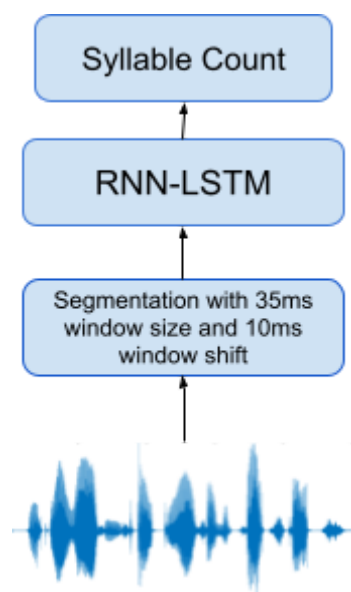 Syllable Count
RNN-LSTM
Segmentation with 35ms
window size and 10ms
window shift